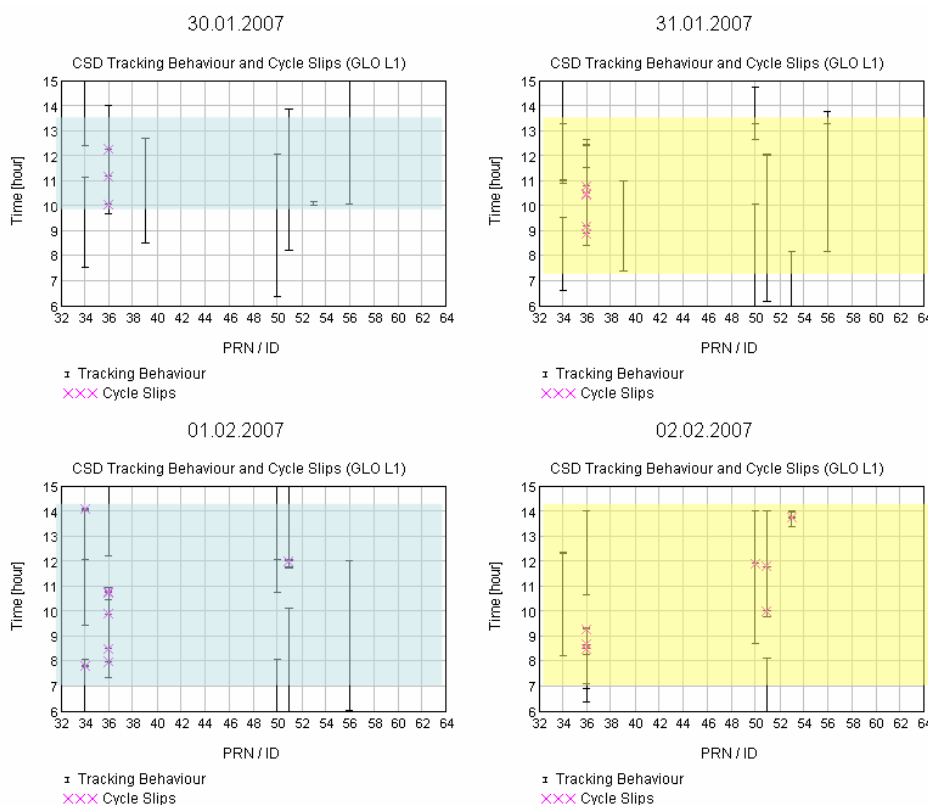 30.01.2007
CSD Tracking Behaviour and Cycle Slips (GLO L1)
Time [hour]
15
14
13
12
11
10
9
8
7
6
32 34 36 38 40 42 44 46 48 50 52 54 56 58 60 62 64
PRN / ID
Tracking Behaviour
Cycle Slips
31.01.2007
CSD Tracking Behaviour and Cycle Slips (GLO L1)
Time [hour]
15
14
13
12
11
10
9
8
7
6
32 34 36 38 40 42 44 46 48 50 52 54 56 58 60 62 64
PRN / ID
Tracking Behaviour
Cycle Slips
01.02.2007
CSD Tracking Behaviour and Cycle Slips (GLO L1)
Time [hour]
15
14
13
12
11
10
9
8
7
6
32 34 36 38 40 42 44 46 48 50 52 54 56 58 60 62 64
PRN / ID
Tracking Behaviour
Cycle Slips
02.02.2007
CSD Tracking Behaviour and Cycle Slips (GLO L1)
Time [hour]
15
14
13
12
11
10
9
8
7
6
32 34 36 38 40 42 44 46 48 50 52 54 56 58 60 62 64
PRN / ID
Tracking Behaviour
Cycle Slips